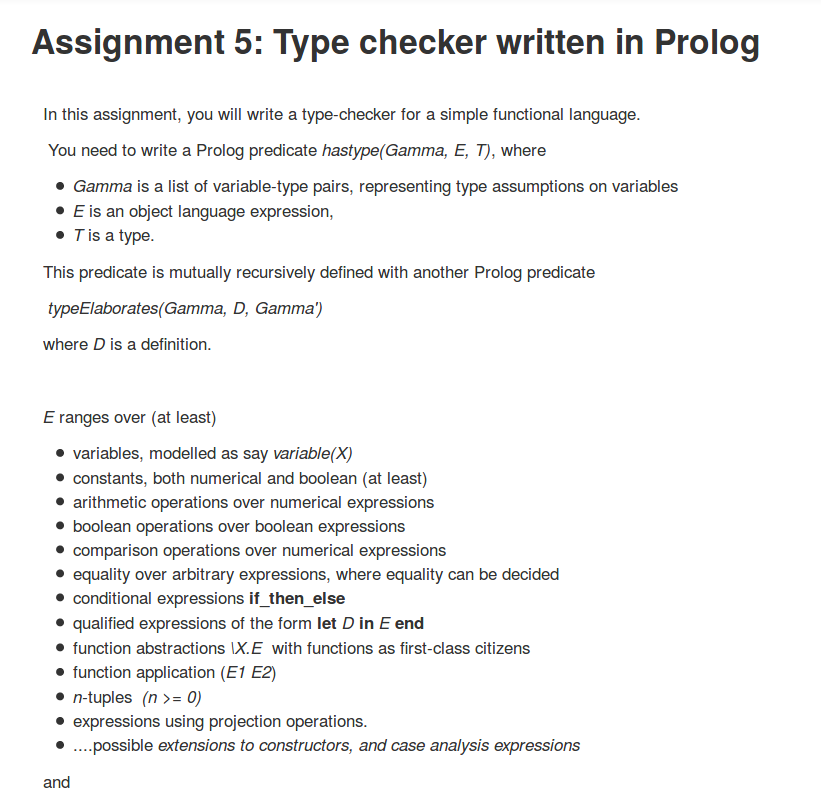 Assignment 5: Type checker written in Prolog
In this assignment, you will write a type-checker for a simple functional language.
You need to write a Prolog predicate hastype(Gamma, E, T), where
• Gamma is a list of variable-type pairs, representing type assumptions on variables
• E is an object language expression,
• T is a type.
This predicate is mutually recursively defined with another Prolog predicate
typeElaborates(Gamma, D, Gamma')
where D is a definition.
E ranges over (at least)
• variables, modelled as say variable(X)
• constants, both numerical and boolean (at least)
• arithmetic operations over numerical expressions
• boolean operations over boolean expressions
• comparison operations over numerical expressions
• equality over arbitrary expressions, where equality can be decided
• conditional expressions if_then_else
• qualified expressions of the form let D in E end
• function abstractions \X.E with functions as first-class citizens
• function application (E1 E2)
• n-tuples (n >= 0)
• expressions using projection operations.
• ....possible extensions to constructors, and case analysis expressions
and